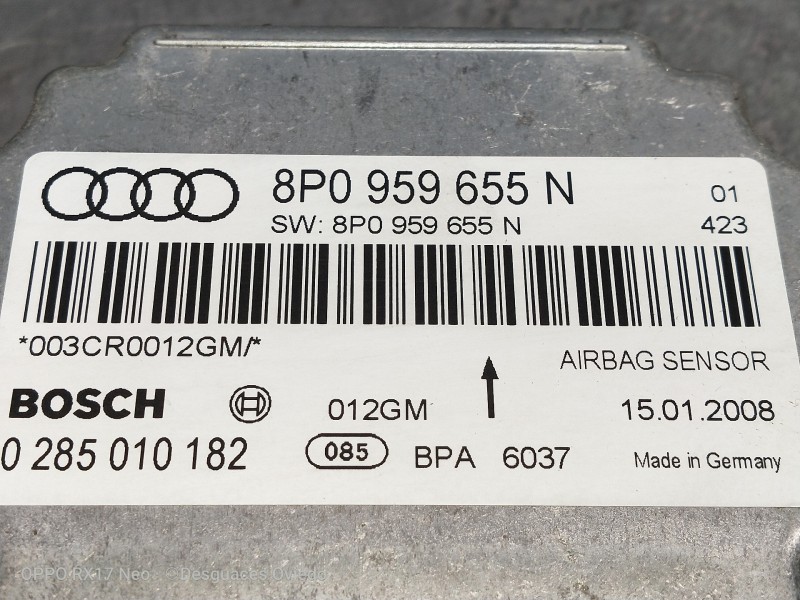 8P0 959 655 N 01
SW: 8P0 959 655 N 423
*003CR0012GM/*
AIRBAG SENSOR
BOSCH 012GM 15.01.2008
0 285 010 182 085 BPA 6037 Made in Germany
OPPO RX17 Neo Desguaces